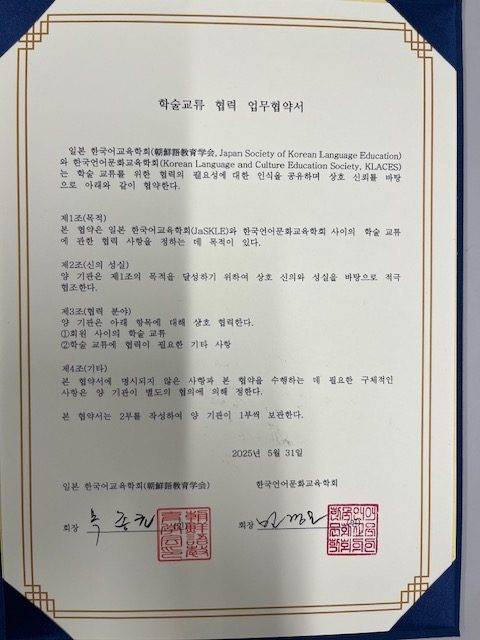 학술교류 협력 업무협약서
일본 한국어교육학회(朝鮮語教育学会, Japan Society of Korean Language Education)
와 한국언어문화교육학회(Korean Language and Culture Education Society, KLACES)
는 학술 교류를 위한 협력의 필요성에 대한 인식을 공유하며 상호 신뢰를 바탕
으로 아래와 같이 협약한다.
제1조(목적)
본 협약은 일본 한국어교육학회(JaSKLE)와 한국언어문화교육학회 사이의 학술 교류
에 관한 협력 사항을 정하는 데 목적이 있다.
제2조(신의 성실)
양 기관은 제1조의 목적을 달성하기 위하여 상호 신의와 성실을 바탕으로 적극
협조한다.
제3조(협력 분야)
양 기관은 아래 항목에 대해 상호 협력한다.
①회원 사이의 학술 교류
②학술 교류에 협력이 필요한 기타 사항
제4조(기타)
본 협약서에 명시되지 않은 사항과 본 협약을 수행하는 데 필요한 구체적인
사항은 양 기관이 별도의 협의에 의해 정한다.
본 협약서는 2부를 작성하여 양 기관이 1부씩 보관한다.
2025년 5월 31일
일본 한국어교육학회(朝鮮語教育学会) 한국언어문화교육학회
회장 회장